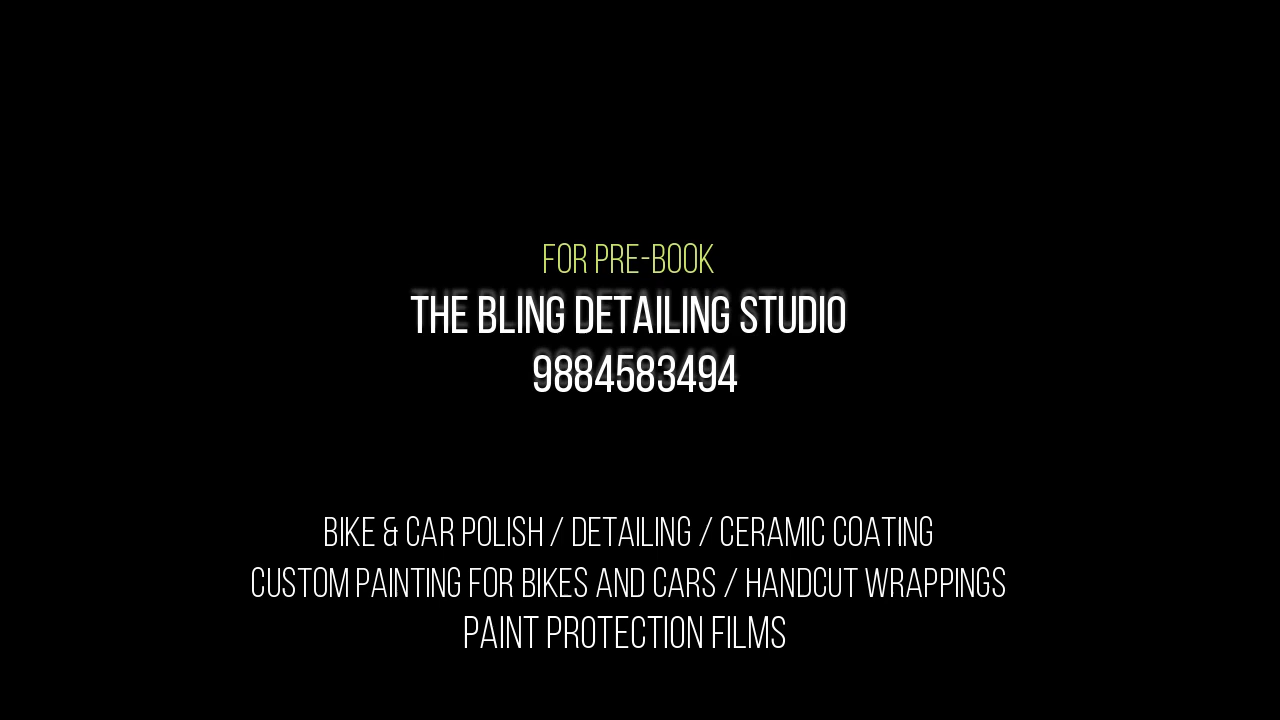 FOR PRE-BOOK
THE BLING DETAILING STUDIO
9884583494
BIKE & CAR POLISH / DETAILING / CERAMIC COATING
CUSTOM PAINTING FOR BIKES AND CARS / HANDCUT WRAPPINGS
PAINT PROTECTION FILMS